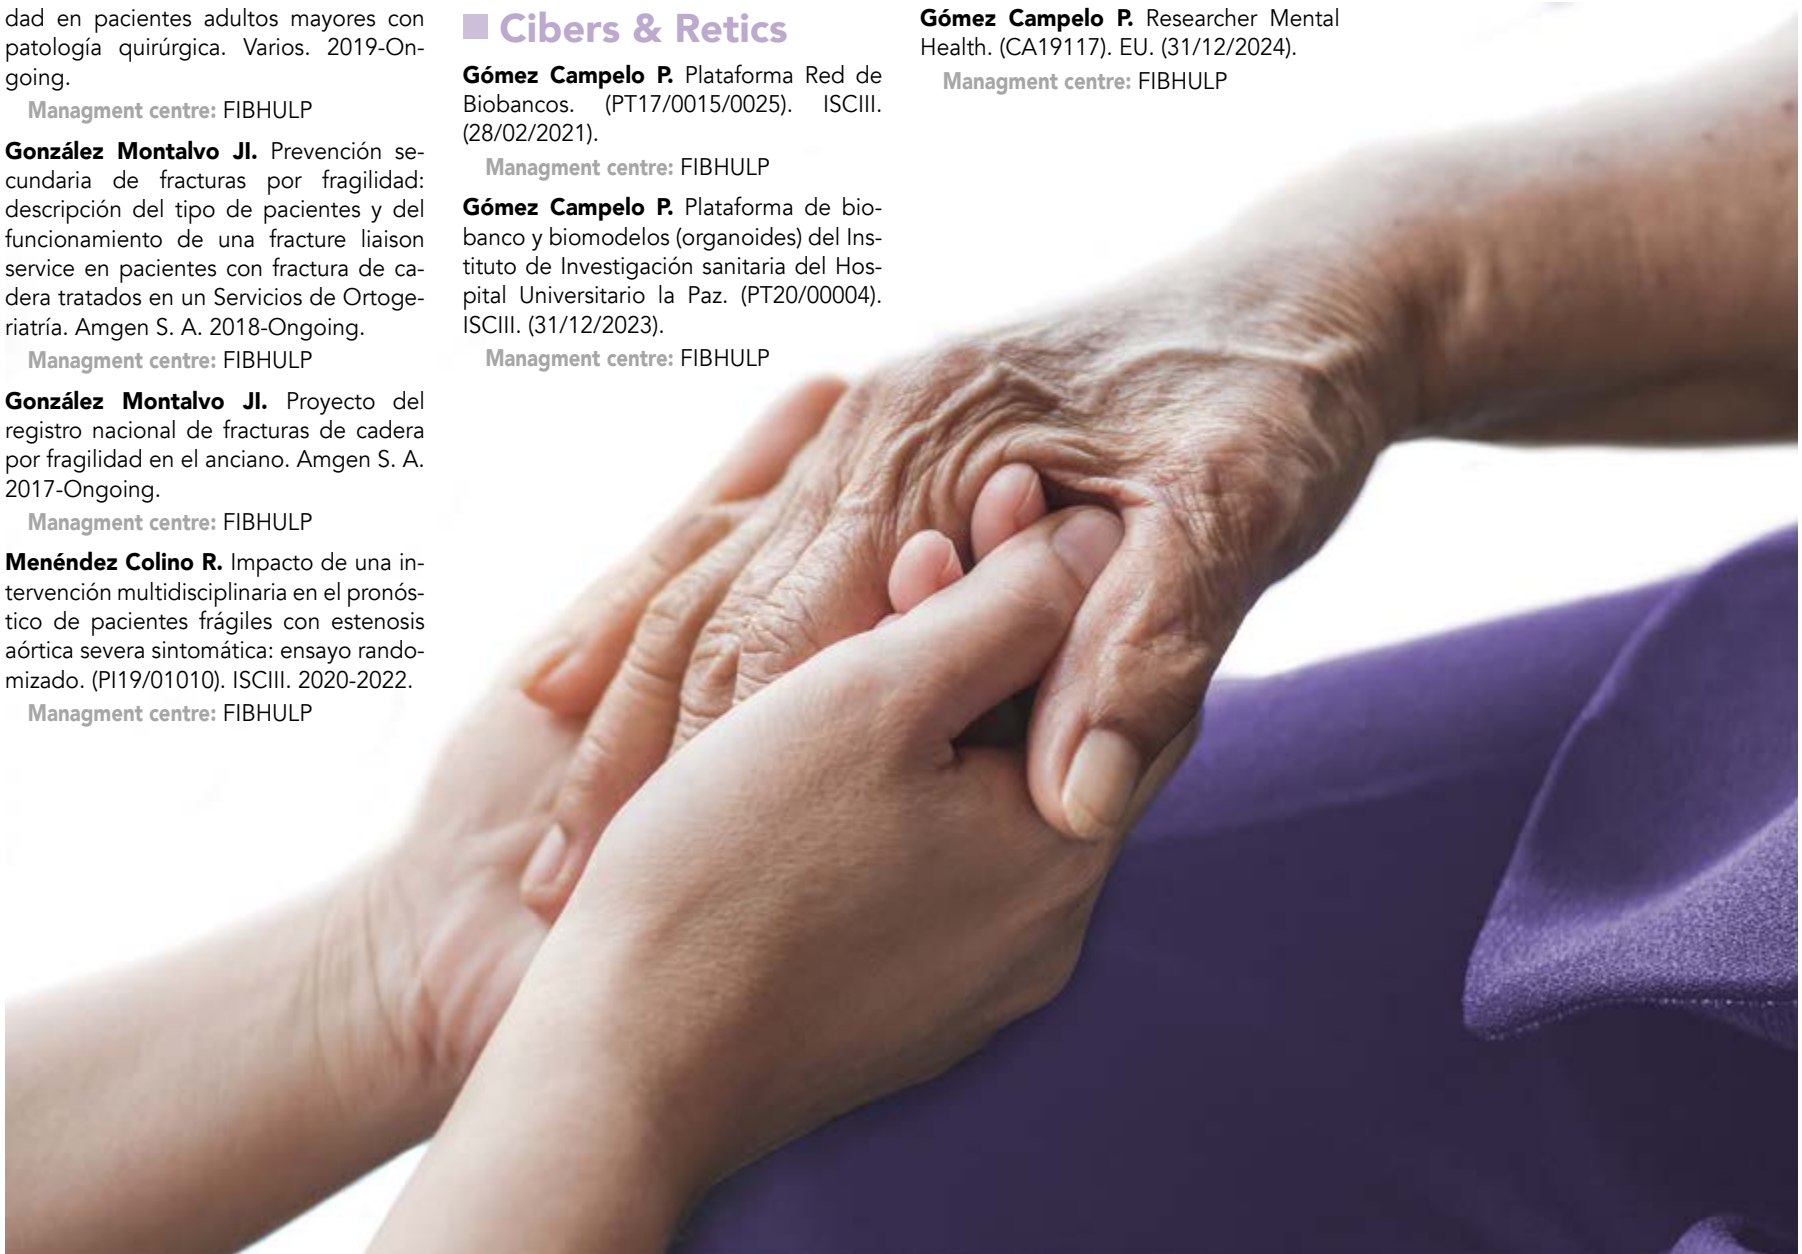 dad en pacientes adultos mayores con
patología quirúrgica. Varios. 2019-On-
going.
Managment centre: FIBHULP
González Montalvo JI. Prevención se-
cundaria de fracturas por fragilidad:
descripción del tipo de pacientes y del
funcionamiento de una fracture liaison
service en pacientes con fractura de ca-
dera tratados en un Servicios de Ortoge-
riatría. Amgen S. A. 2018-Ongoing.
Managment centre: FIBHULP
González Montalvo JI. Proyecto del
registro nacional de fracturas de cadera
por fragilidad en el anciano. Amgen S. A.
2017-Ongoing.
Managment centre: FIBHULP
Menéndez Colino R. Impacto de una in-
tervención multidisciplinaria en el pronós-
tico de pacientes frágiles con estenosis
aórtica severa sintomática: ensayo rando-
mizado. (PI19/01010). ISCIII. 2020-2022.
Managment centre: FIBHULP
Cibers & Retics
Gómez Campelo P. Plataforma Red de
Biobancos. (PT17/0015/0025). ISCIII.
(28/02/2021).
Managment centre: FIBHULP
Gómez Campelo P. Plataforma de bio-
banco y biomodelos (organoides) del Ins-
tituto de Investigación sanitaria del Hos-
pital Universitario la Paz. (PT20/00004).
ISCIII. (31/12/2023).
Managment centre: FIBHULP
Gómez Campelo P. Researcher Mental
Health. (CA19117). EU. (31/12/2024).
Managment centre: FIBHULP